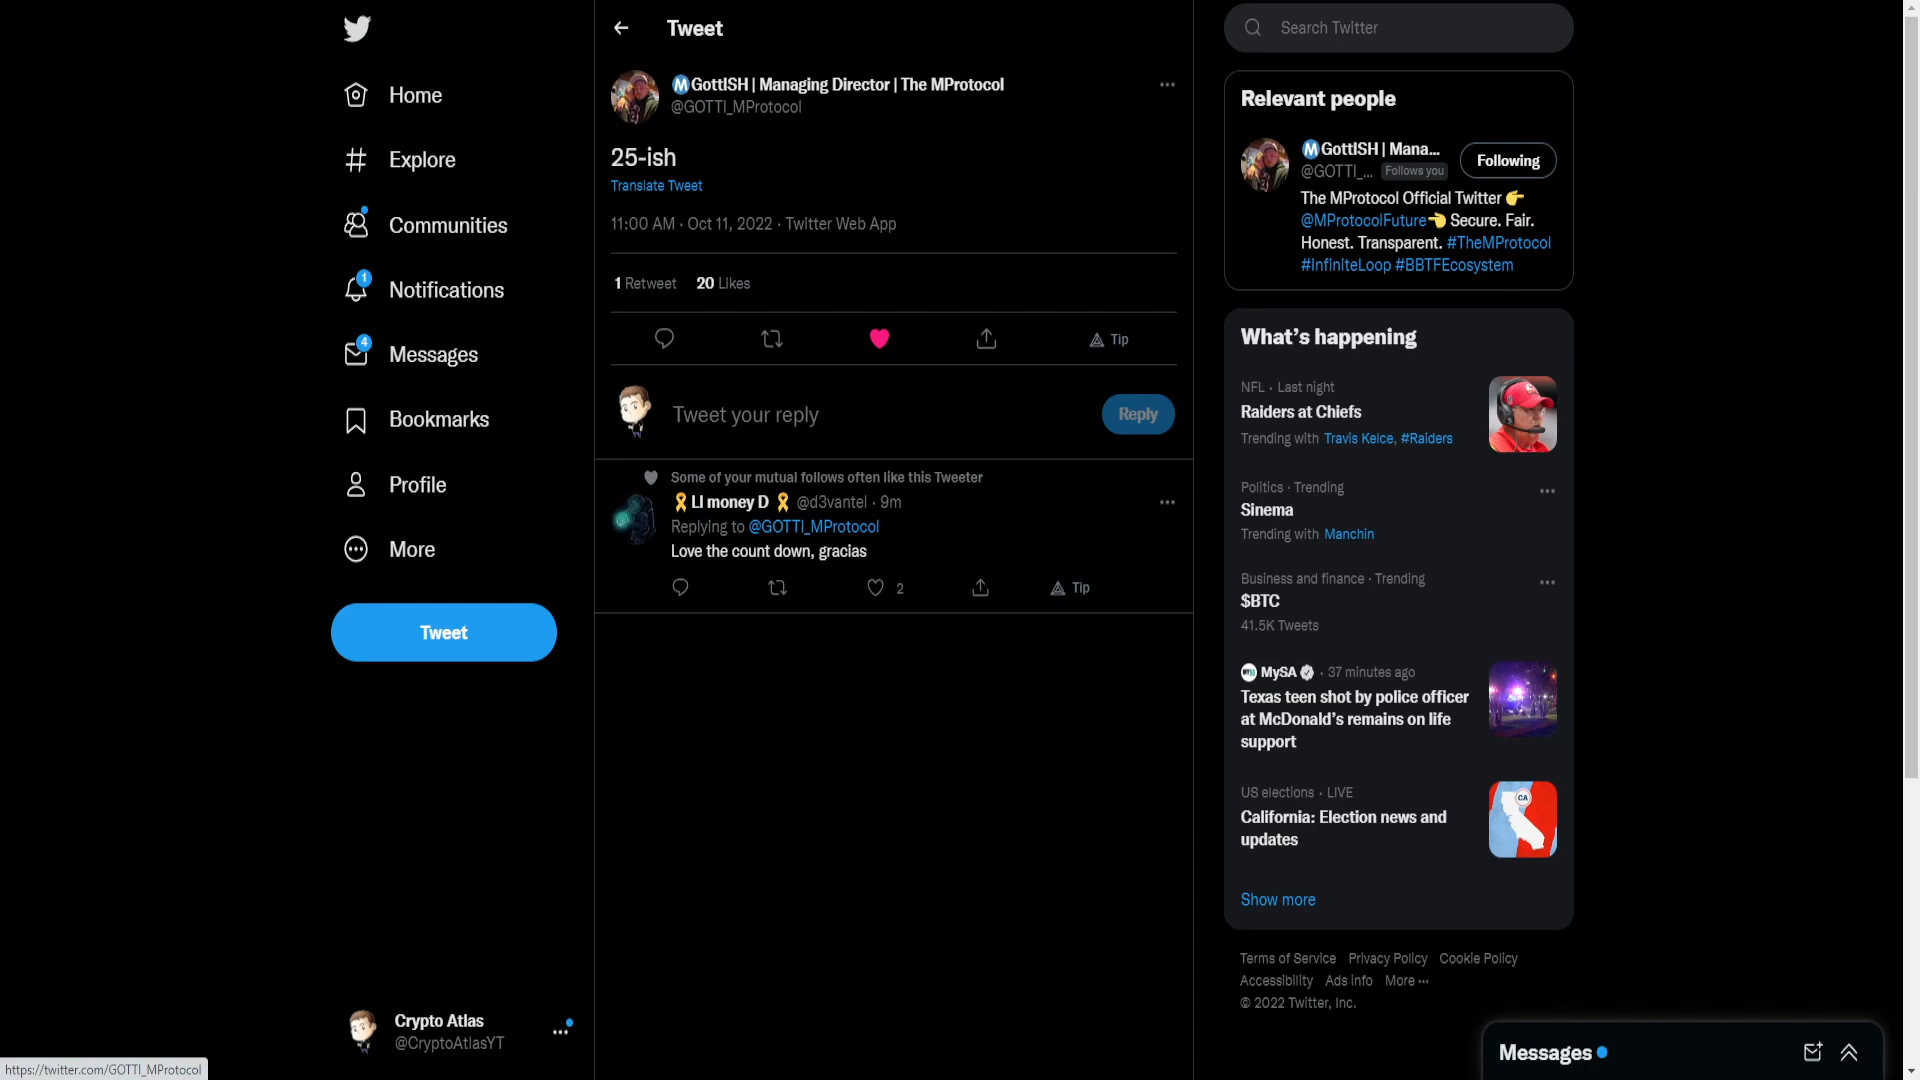 Tweet
Search Twitter
Home
Explore
Communities
1
Notifications
4
Messages
Bookmarks
Profile
More
Tweet
Crypto Atlas
@CryptoAtlasYT
https://twitter.com/GOTTI_MProtocol
ⓂGottISH | Managing Director | The MProtocol
@GOTTI_MProtocol
25-ish
Translate Tweet
11:00 AM · Oct 11, 2022 · Twitter Web App
1 Retweet 20 Likes
Tip
Tweet your reply
Reply
Some of your mutual follows often like this Tweeter
🎗LI money D 🎗 @d3vantel · 9m
Replying to @GOTTI_MProtocol
Love the count down, gracias
2
Tip
Relevant people
ⓂGottISH | Mana...
@GOTTI_... Follows you
Following
The MProtocol Official Twitter 👉
@MProtocolFuture👈 Secure. Fair.
Honest. Transparent. #TheMProtocol
#InfiniteLoop #BBTFEcosystem
What's happening
NFL · Last night
Raiders at Chiefs
Trending with Travis Kelce, #Raiders
Politics · Trending
Sinema
Trending with Manchin
Business and finance · Trending
$BTC
41.5K Tweets
MySA · 37 minutes ago
Texas teen shot by police officer
at McDonald's remains on life
support
US elections · LIVE
California: Election news and
updates
CA
Show more
Terms of Service Privacy Policy Cookie Policy
Accessibility Ads info More ···
© 2022 Twitter, Inc.
Messages